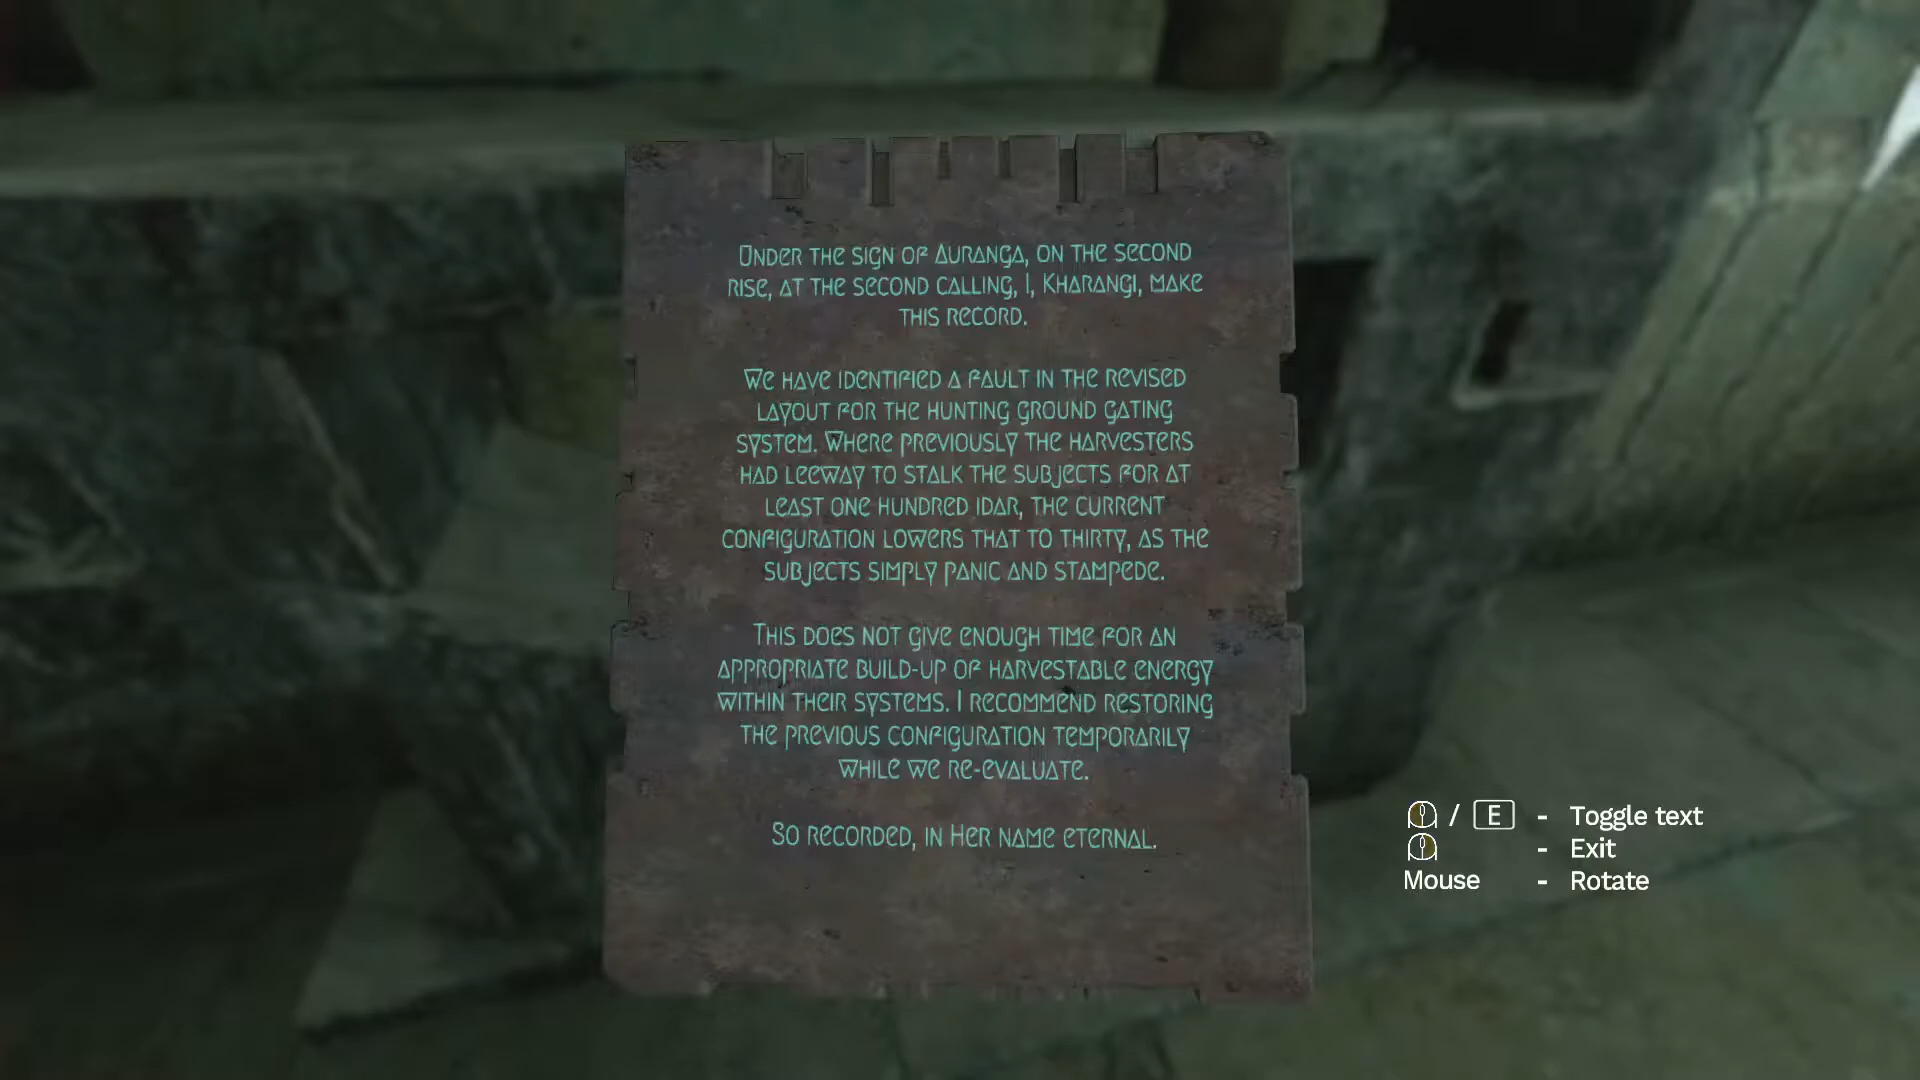 Under the sign of Auranga, on the second
rise, at the second calling, I, Kharangi, make
this record.
We have identified a fault in the revised
layout for the hunting ground gating
system. Where previously the harvesters
had leeway to stalk the subjects for at
least one hundred idar, the current
configuration lowers that to thirty, as the
subjects simply panic and stampede.
This does not give enough time for an
appropriate build-up of harvestable energy
within their systems. I recommend restoring
the previous configuration temporarily
while we re-evaluate.
So recorded, in Her name eternal.
/ E - Toggle text
- Exit
Mouse - Rotate